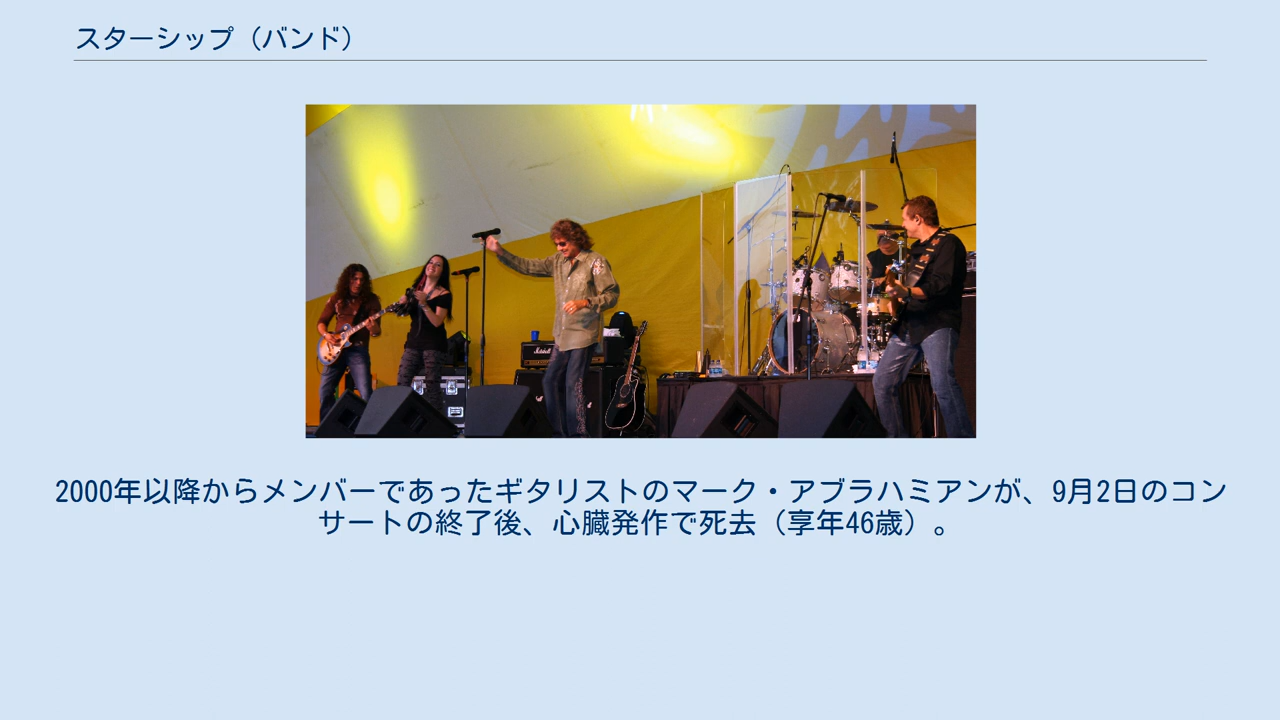 スターシップ（バンド）
Marshall
2000年以降からメンバーであったギタリストのマーク・アブラハミアンが、9月2日のコン
サートの終了後、心臓発作で死去（享年46歳）。